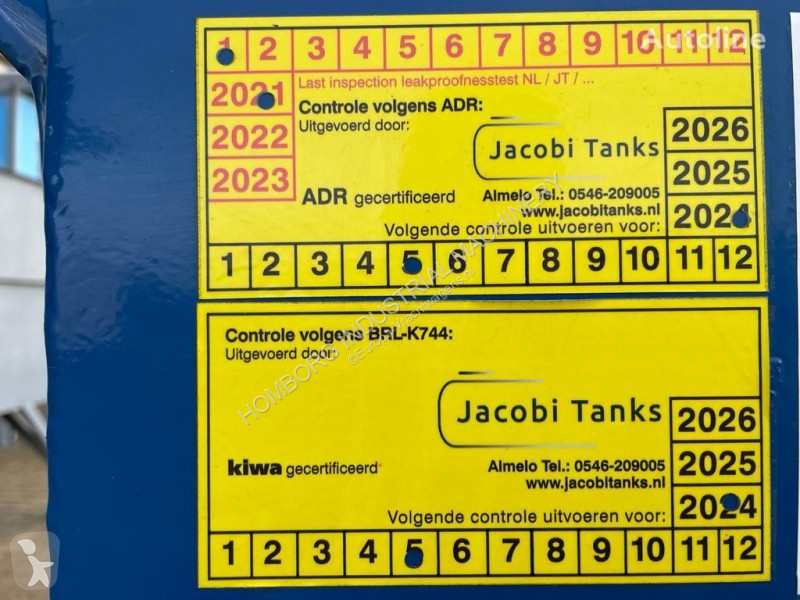 1 2 3 4 5 6 7 8 9 10 11 12
Autoline
2021
Last inspection leakproofnesstest NL / JT / ...
Controle volgens ADR:
Uitgevoerd door:
2022
2023
Jacobi Tanks
2026
2025
2024
ADR gecertificeerd
Almelo Tel.: 0546-209005
www.jacobitanks.nl
Volgende controle uitvoeren voor:
1 2 3 4 5 6 7 8 9 10 11 12
HOMBORG INDUSTRIAL MACHINERY
Controle volgens BRL-K744:
Uitgevoerd door:
Jacobi Tanks
2026
2025
2024
kiwa gecertificeerd
Almelo Tel.: 0546-209005
www.jacobitanks.nl
Volgende controle uitvoeren voor:
1 2 3 4 5 6 7 8 9 10 11 12